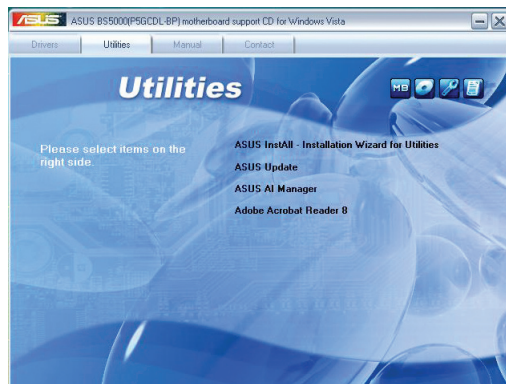 ASUS BS5000(P5GCDL-BP) motherboard support CD for Windows Vista
Drivers
Utilities
Manual
Contact
Utilities
MB
Please select items on the
right side.
ASUS InstAll - Installation Wizard for Utilities
ASUS Update
ASUS AI Manager
Adobe Acrobat Reader 8